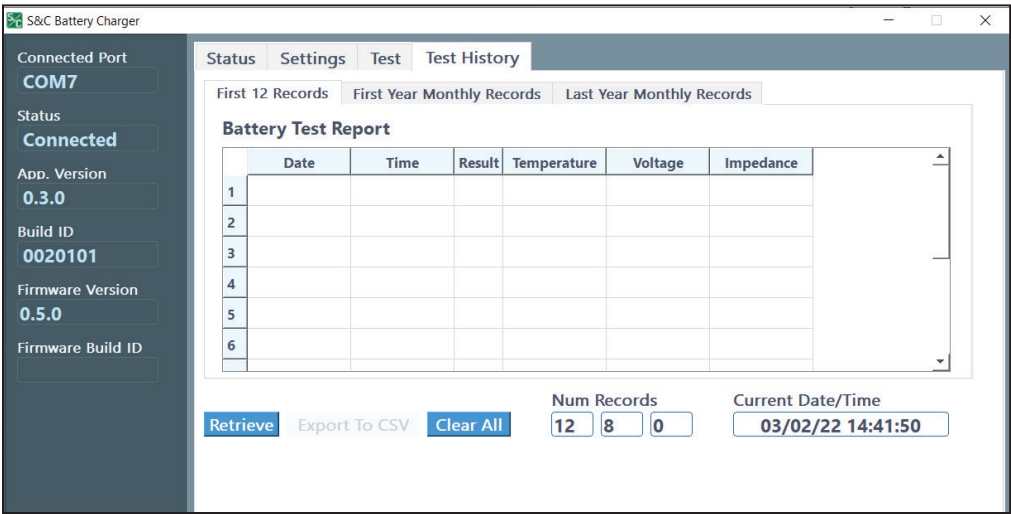 S&C Battery Charger
Connected Port
COM7
Status
Connected
App. Version
0.3.0
Build ID
0020101
Firmware Version
0.5.0
Firmware Build ID
Status Settings Test Test History
First 12 Records First Year Monthly Records Last Year Monthly Records
Battery Test Report
Date Time Result Temperature Voltage Impedance
1
2
3
4
5
6
Num Records Current Date/Time
Retrieve Export To CSV Clear All 12 8 0 03/02/22 14:41:50